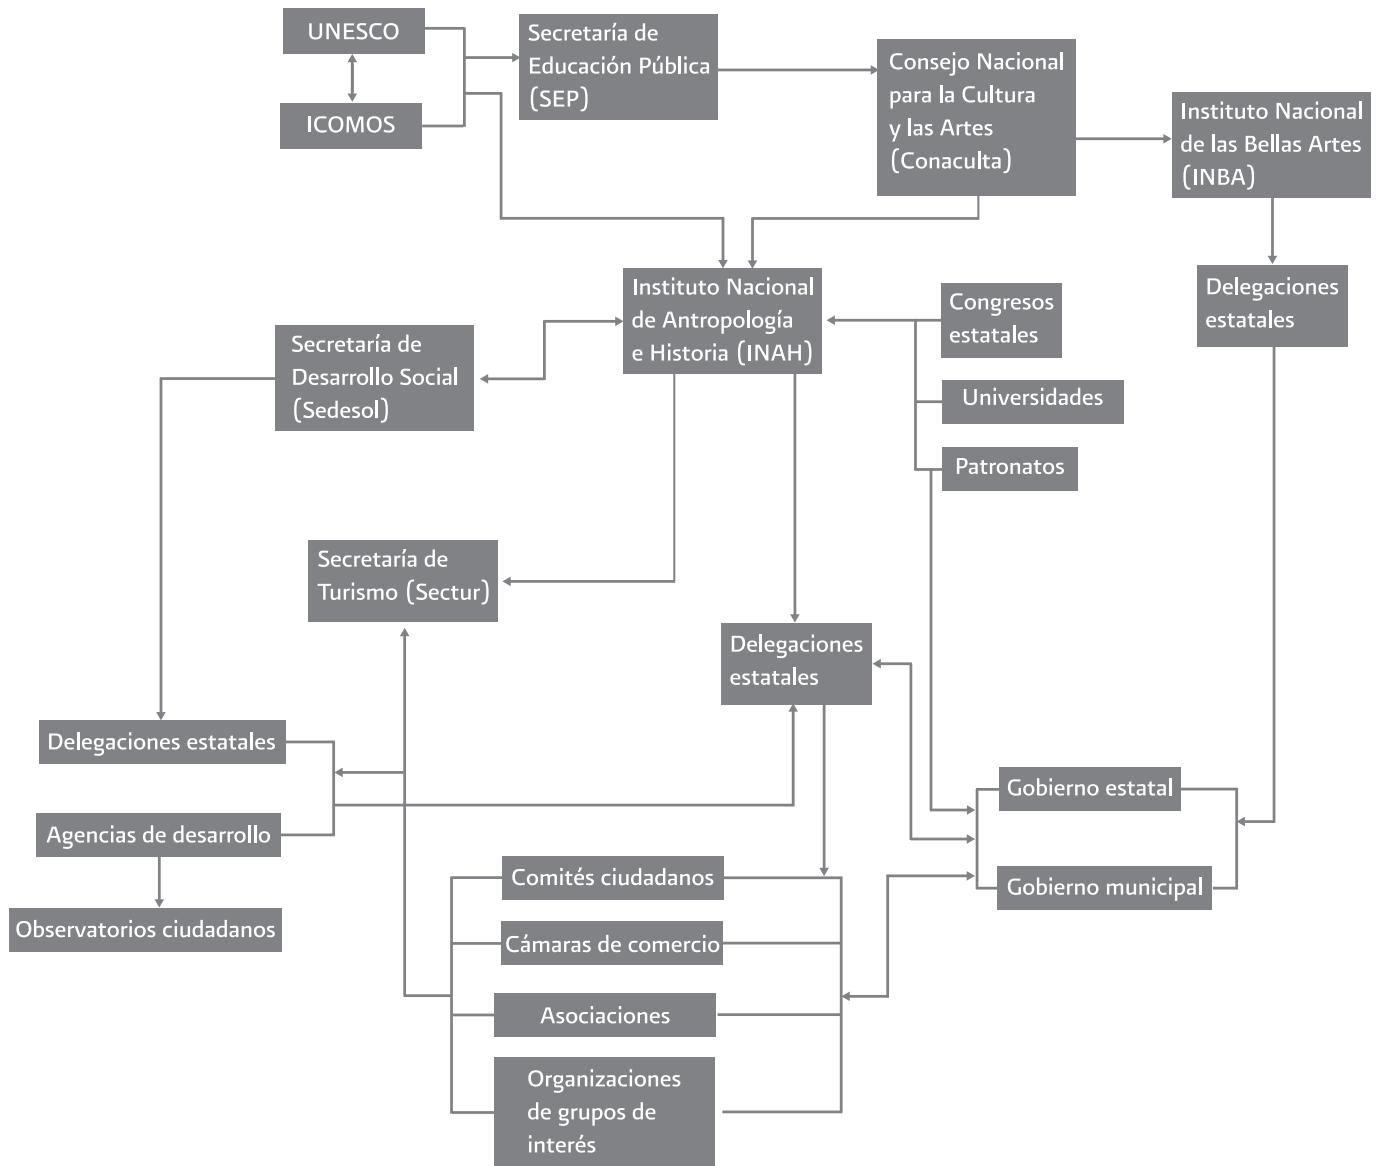 UNESCO
ICOMOS
Secretaría de
Educación Pública
(SEP)
Consejo Nacional
para la Cultura
y las Artes
(Conaculta)
Instituto Nacional
de las Bellas Artes
(INBA)
Instituto Nacional
de Antropología
e Historia (INAH)
Congresos
estatales
Delegaciones
estatales
Secretaría de
Desarrollo Social
(Sedesol)
Universidades
Patronatos
Secretaría de
Turismo (Sectur)
Delegaciones
estatales
Delegaciones estatales
Gobierno estatal
Agencias de desarrollo
Comités ciudadanos
Gobierno municipal
Observatorios ciudadanos
Cámaras de comercio
Asociaciones
Organizaciones
de grupos de
interés